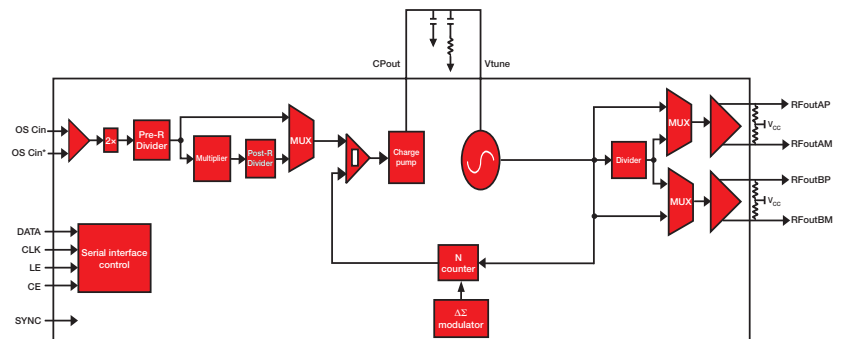 CPout
Vtune
OS Cin
OS Cin*
2×
Pre-R
Divider
Multiplier
Post-R
Divider
MUX
Charge
pump
Divider
MUX
MUX
RFoutAP
Vcc
RFoutAM
RFoutBP
Vcc
RFoutBM
DATA
CLK
LE
CE
SYNC
Serial interface
control
N
counter
ΔΣ
modulator